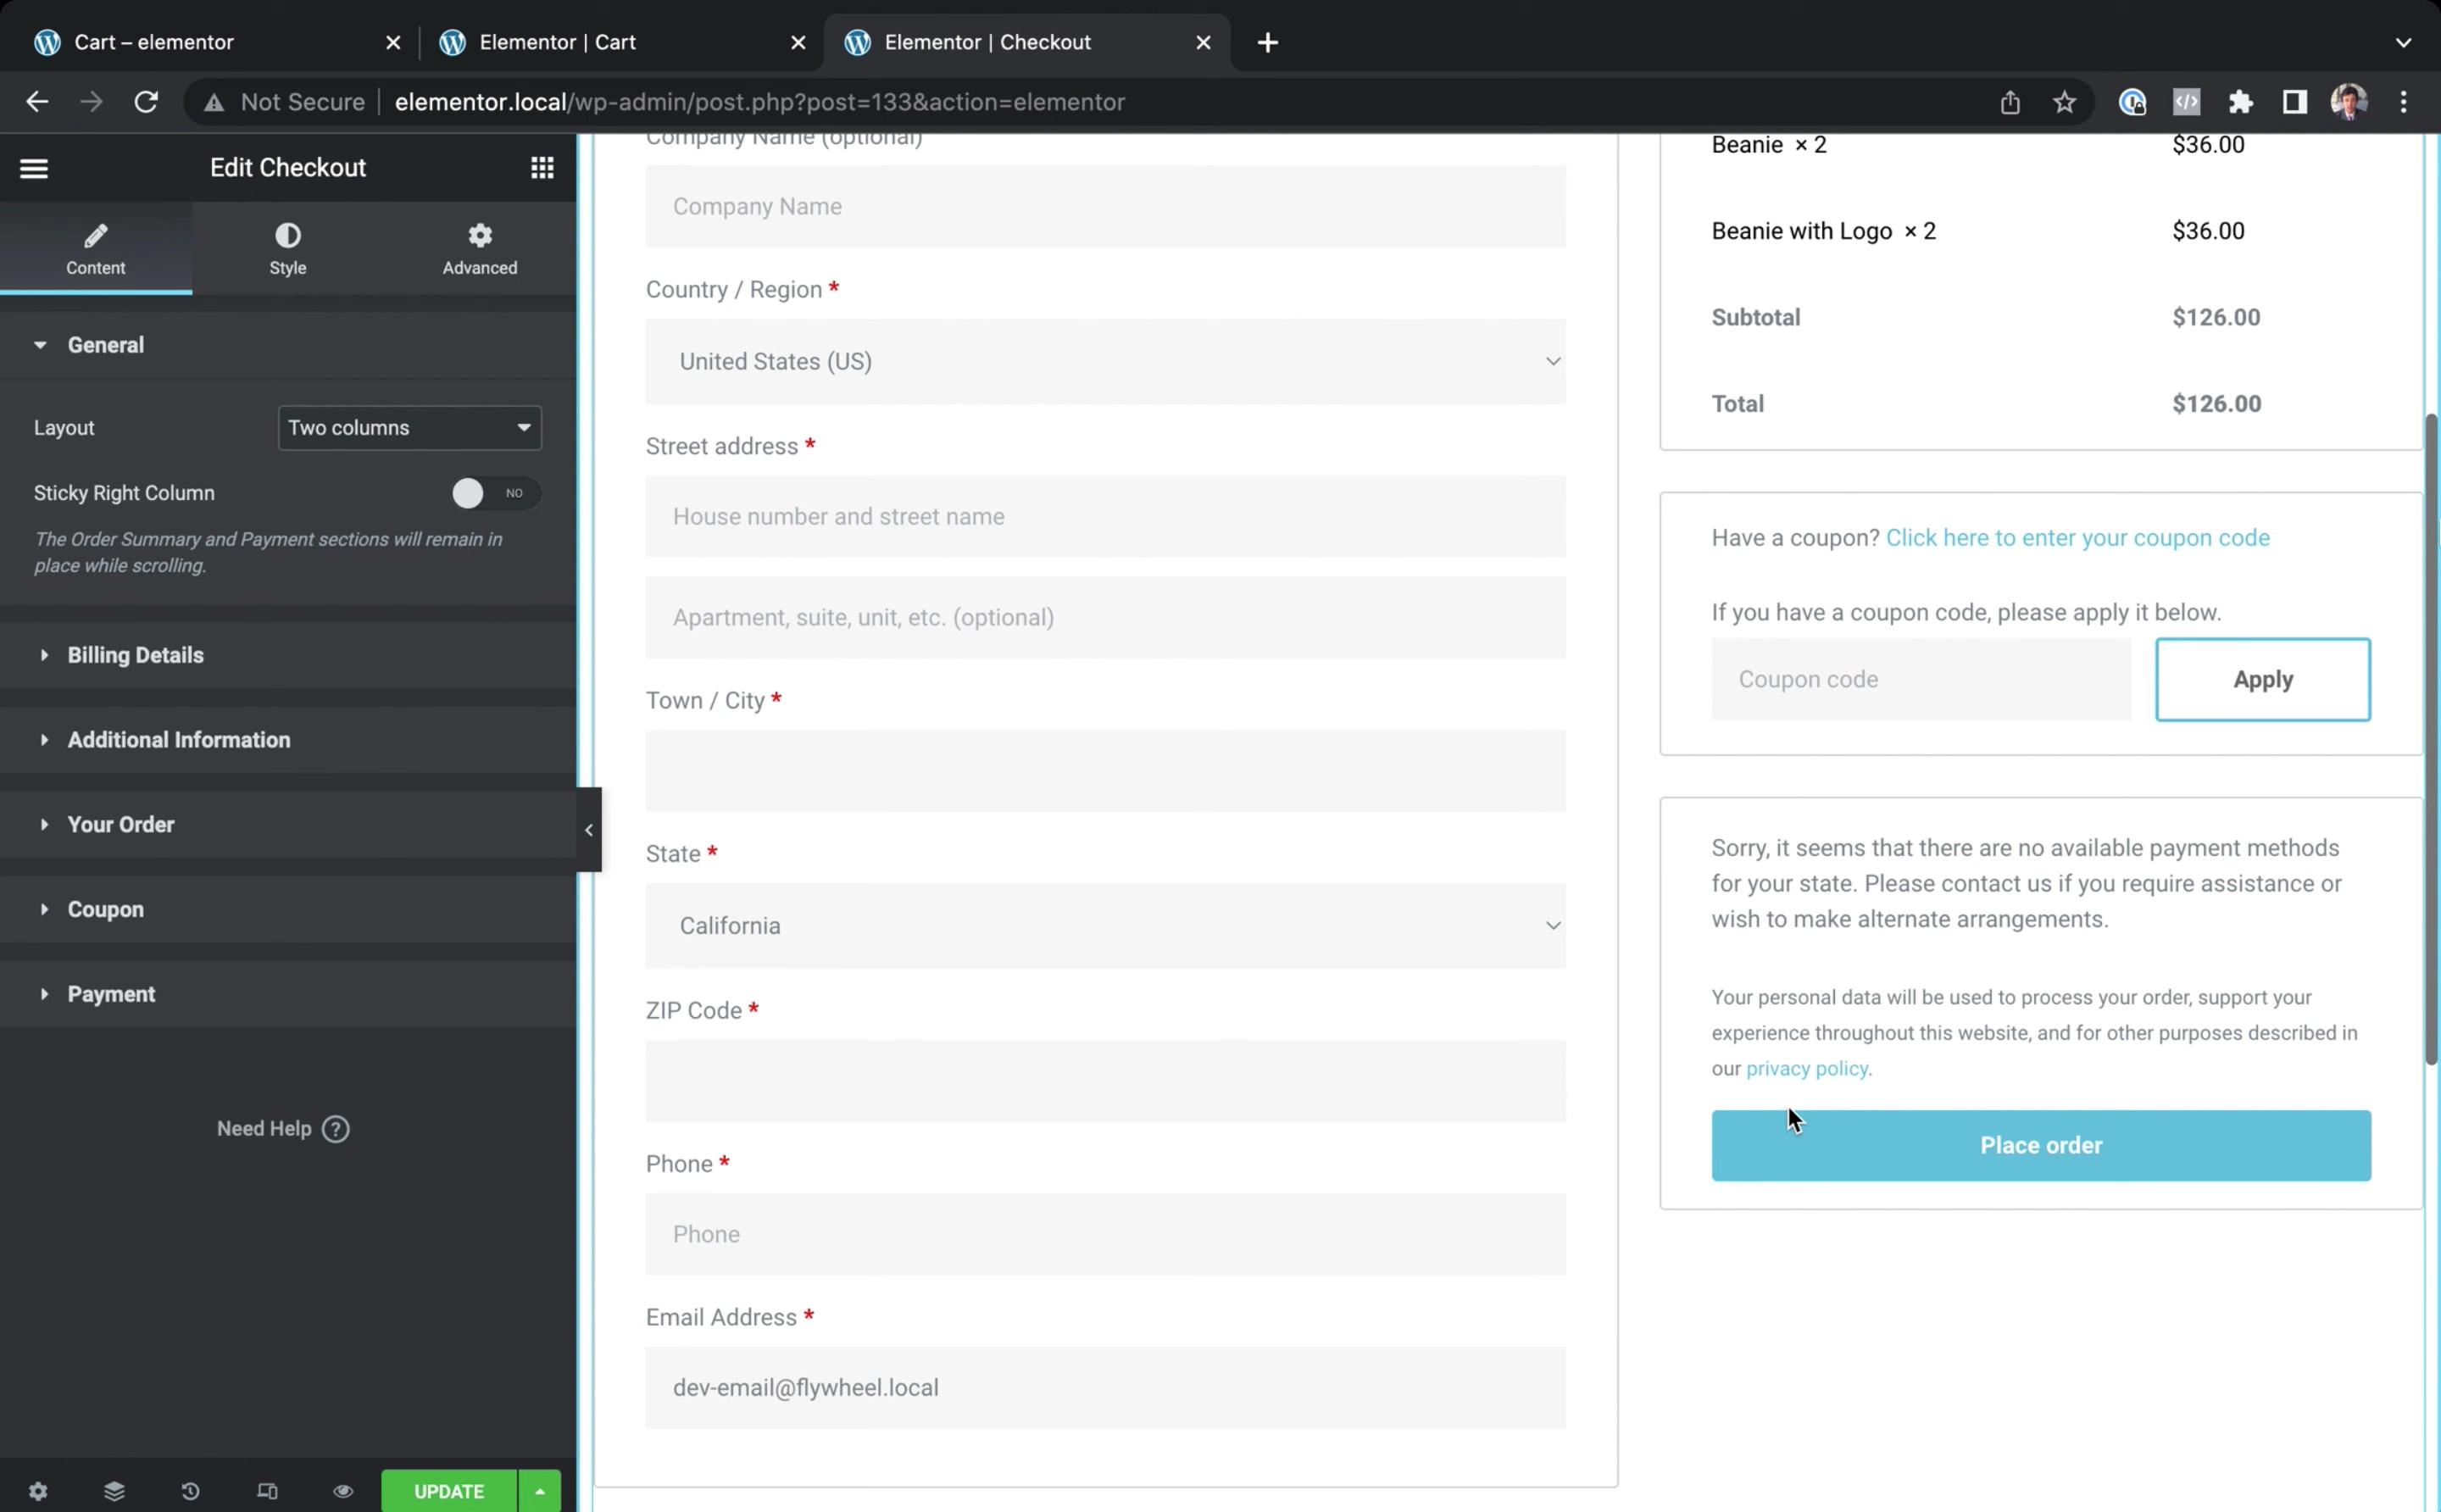 Cart – elementor
Elementor | Cart
Elementor | Checkout
Not Secure
elementor.local/wp-admin/post.php?post=133&action=elementor
Edit Checkout
Content
Style
Advanced
General
Layout
Two columns
Sticky Right Column
NO
The Order Summary and Payment sections will remain in
place while scrolling.
Billing Details
Additional Information
Your Order
Coupon
Payment
Need Help ?
UPDATE
Company Name (optional)
Company Name
Country / Region *
United States (US)
Street address *
House number and street name
Apartment, suite, unit, etc. (optional)
Town / City *
State *
California
ZIP Code *
Phone *
Phone
Email Address *
dev-email@flywheel.local
Beanie × 2 $36.00
Beanie with Logo × 2 $36.00
Subtotal $126.00
Total $126.00
Have a coupon? Click here to enter your coupon code
If you have a coupon code, please apply it below.
Coupon code
Apply
Sorry, it seems that there are no available payment methods
for your state. Please contact us if you require assistance or
wish to make alternate arrangements.
Your personal data will be used to process your order, support your
experience throughout this website, and for other purposes described in
our privacy policy.
Place order